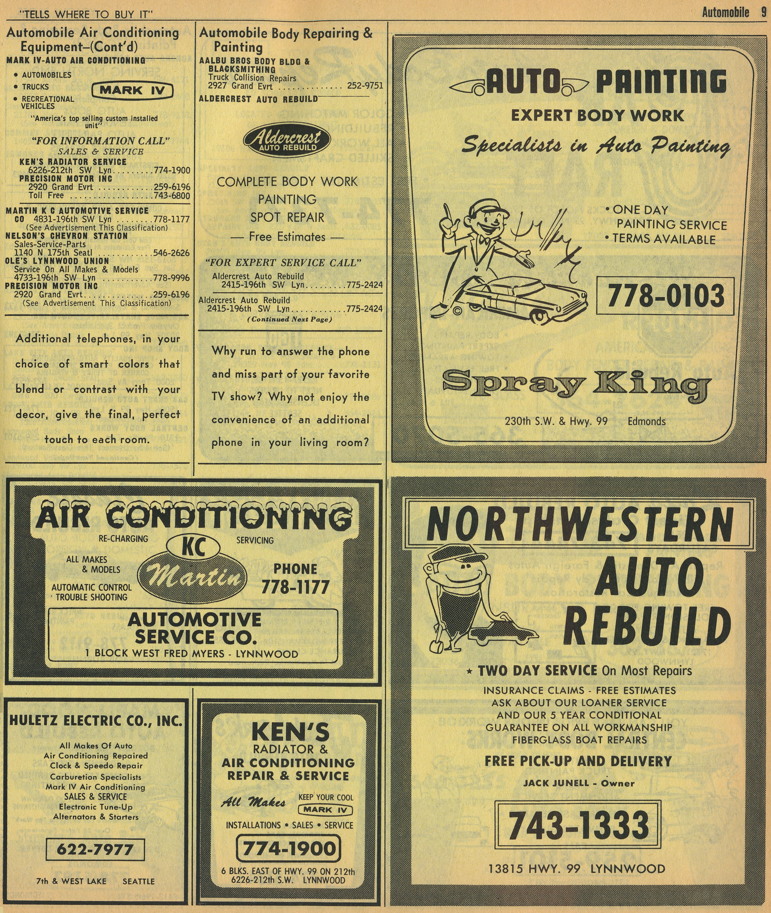 "TELLS WHERE TO BUY IT"
Automobile 9
Automobile Air Conditioning
Equipment—(Cont'd)
MARK IV-AUTO AIR CONDITIONING
• AUTOMOBILES
• TRUCKS
• RECREATIONAL
VEHICLES
MARK IV
"America's top selling custom installed
unit"
"FOR INFORMATION CALL"
SALES & SERVICE
KEN'S RADIATOR SERVICE
6226-212th SW Lyn.........774-1900
PRECISION MOTOR INC
2920 Grand Evrt............259-6196
Toll Free..................743-6800
MARTIN K C AUTOMOTIVE SERVICE
CO 4831-196th SW Lyn........778-1177
(See Advertisement This Classification)
NELSON'S CHEVRON STATION
Sales-Service-Parts
1140 N 175th Seatl..........546-2626
OLE'S LYNNWOOD UNION
Service On All Makes & Models
4733-196th SW Lyn...........778-9996
PRECISION MOTOR INC
2920 Grand Evrt..............259-6196
(See Advertisement This Classification)
Additional telephones, in your
choice of smart colors that
blend or contrast with your
decor, give the final, perfect
touch to each room.
Automobile Body Repairing &
Painting
AALBU BROS BODY BLDG &
BLACKSMITHING
Truck Collision Repairs
2927 Grand Evrt............252-9751
ALDERCREST AUTO REBUILD
Aldercrest
AUTO REBUILD
COMPLETE BODY WORK
PAINTING
SPOT REPAIR
— Free Estimates —
"FOR EXPERT SERVICE CALL"
Aldercrest Auto Rebuild
2415-196th SW Lyn.........775-2424
Aldercrest Auto Rebuild
2415-196th SW Lyn............775-2424
(Continued Next Page)
Why run to answer the phone
and miss part of your favorite
TV show? Why not enjoy the
convenience of an additional
phone in your living room?
AUTO PAINTING
EXPERT BODY WORK
Specialists in Auto Painting
• ONE DAY
PAINTING SERVICE
• TERMS AVAILABLE
©
778-0103
Spray King
230th S.W. & Hwy. 99 Edmonds
AIR CONDITIONING
RE-CHARGING SERVICING
KC
Martin
ALL MAKES
& MODELS
AUTOMATIC CONTROL
TROUBLE SHOOTING
PHONE
778-1177
AUTOMOTIVE
SERVICE CO.
1 BLOCK WEST FRED MYERS - LYNNWOOD
NORTHWESTERN
AUTO
REBUILD
★ TWO DAY SERVICE On Most Repairs
INSURANCE CLAIMS - FREE ESTIMATES
ASK ABOUT OUR LOANER SERVICE
AND OUR 5 YEAR CONDITIONAL
GUARANTEE ON ALL WORKMANSHIP
FIBERGLASS BOAT REPAIRS
FREE PICK-UP AND DELIVERY
JACK JUNELL - Owner
743-1333
13815 HWY. 99 LYNNWOOD
HULETZ ELECTRIC CO., INC.
All Makes Of Auto
Air Conditioning Repaired
Clock & Speedo Repair
Carburetion Specialists
Mark IV Air Conditioning
SALES & SERVICE
Electronic Tune-Up
Alternators & Starters
622-7977
7th & WEST LAKE SEATTLE
KEN'S
RADIATOR &
AIR CONDITIONING
REPAIR & SERVICE
All Makes
KEEP YOUR COOL
MARK IV
INSTALLATIONS • SALES • SERVICE
774-1900
6 BLKS. EAST OF HWY. 99 ON 212th
6226-212th S.W. LYNNWOOD